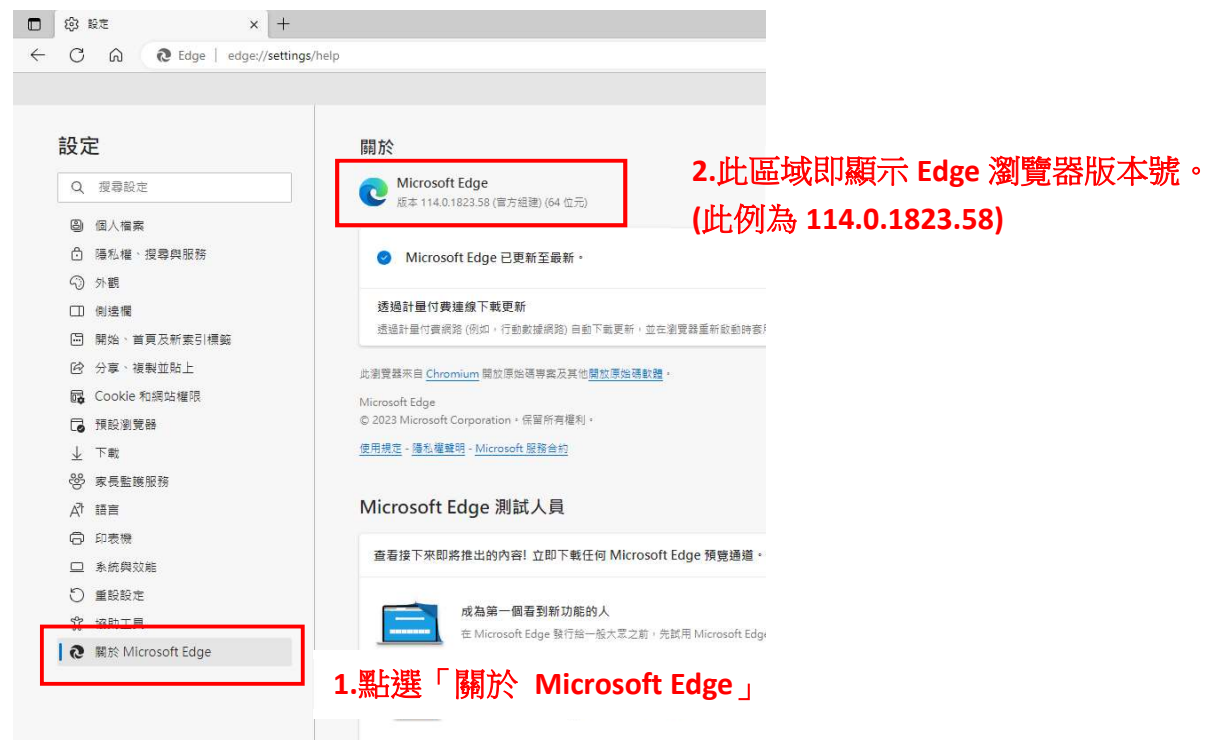 設定
Edge
edge://settings/help
設定
搜尋設定
個人檔案
隱私權、搜尋與服務
外觀
側邊欄
開始、首頁及新索引標籤
分享、複製並貼上
Cookie 和網站權限
預設瀏覽器
下載
家長監護服務
語言
印表機
系統與效能
重設設定
協助工具
關於 Microsoft Edge
關於
Microsoft Edge
版本 114.0.1823.58 (官方組建) (64 位元)
Microsoft Edge 已更新至最新。
透過計量付費連線下載更新
透過計量付費網路 (例如，行動數據網路) 自動下載更新，並在瀏覽器重新啟動時套用
此瀏覽器來自 Chromium 開放原始碼專案及其他開放原始碼軟體。
Microsoft Edge
© 2023 Microsoft Corporation。保留所有權利。
使用規定 - 隱私權聲明 - Microsoft 服務合約
Microsoft Edge 測試人員
查看接下來即將推出的內容! 立即下載任何 Microsoft Edge 預覽通道。
成為第一個看到新功能的人
在 Microsoft Edge 發行給一般大眾之前，先試用 Microsoft Edge
1.點選「關於 Microsoft Edge」
2.此區域即顯示 Edge 瀏覽器版本號。
(此例為 114.0.1823.58)